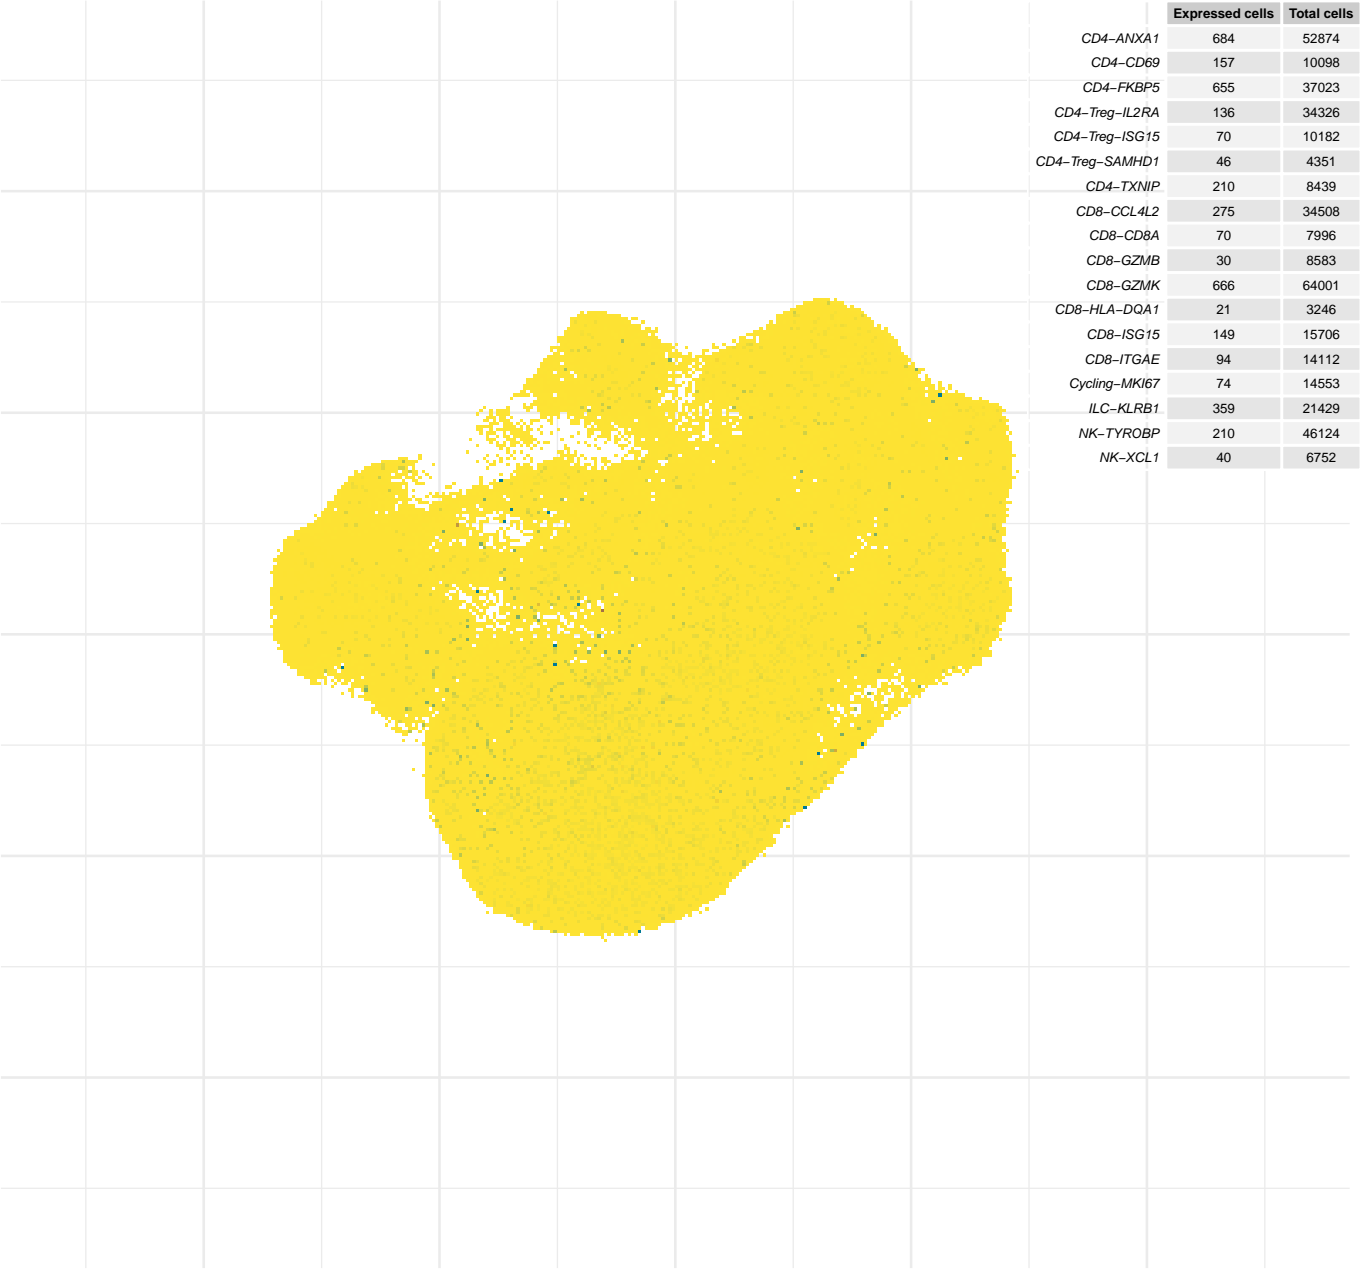 Expressed cells Total cells
CD4−ANXA1 684 52874
CD4−CD69 157 10098
CD4−FKBP5 655 37023
CD4−Treg−IL2RA 136 34326
CD4−Treg−ISG15 70 10182
CD4−Treg−SAMHD1 46 4351
CD4−TXNIP 210 8439
CD8−CCL4L2 275 34508
CD8−CD8A 70 7996
CD8−GZMB 30 8583
CD8−GZMK 666 64001
CD8−HLA−DQA1 21 3246
CD8−ISG15 149 15706
CD8−ITGAE 94 14112
Cycling−MKI67 74 14553
ILC−KLRB1 359 21429
NK−TYROBP 210 46124
NK−XCL1 40 6752